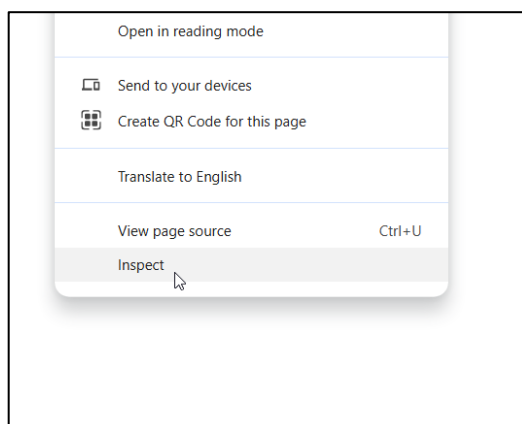 Open in reading mode
Send to your devices
Create QR Code for this page
Translate to English
View page source Ctrl+U
Inspect